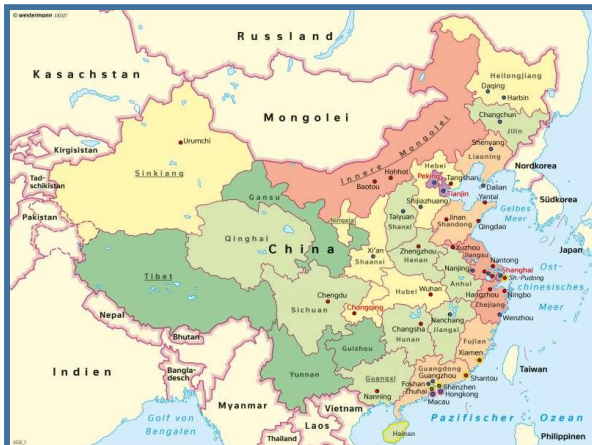 © westermann 33032?
Russland
Kasachstan
Mongolei
Heilongjiang
Daqing
Harbin
Changchun
Jilin
Urumchi
Kirgisistan
Shenyang
Liaoning
Innere Mongolei
Nordkorea
Sinkiang
Hohhot
Baotou
Hebei
Peking
Tangshan
Tianjin
Dalian
Tad-
schikistan
Gansu
Yantai
Shijiazhuang
Südkorea
Ningxia
Taiyuan
Shanxi
Jinan
Shandong
Gelbes
Meer
Pakistan
Qingdao
Qinghai
China
Japan
Xi'an
Shaanxi
Zhengzhou
Henan
Xuzhou
Jiangsu
Nantong
Tibet
Nanjing
Shanghai
Sh.-Pudong
Anhui
Ost-
chinesisches
Meer
Chengdu
Hubei
Wuhan
Hangzhou
Ningbo
Zhejiang
Sichuan
Chongqing
Nepal
Nanchang
Wenzhou
Changsha
Jiangxi
Hunan
Bhutan
Guizhou
Fujian
Xiamen
Indien
Bangla-
desch
Yunnan
Guangxi
Guangdong
Guangzhou
Foshan
Shantou
Taiwan
Zhuhai
Shenzhen
Nanning
Hongkong
Macau
Myanmar
Vietnam
Golf von
Bengalen
Laos
Hainan
Pazifischer Ozean
Thailand
Philippinen